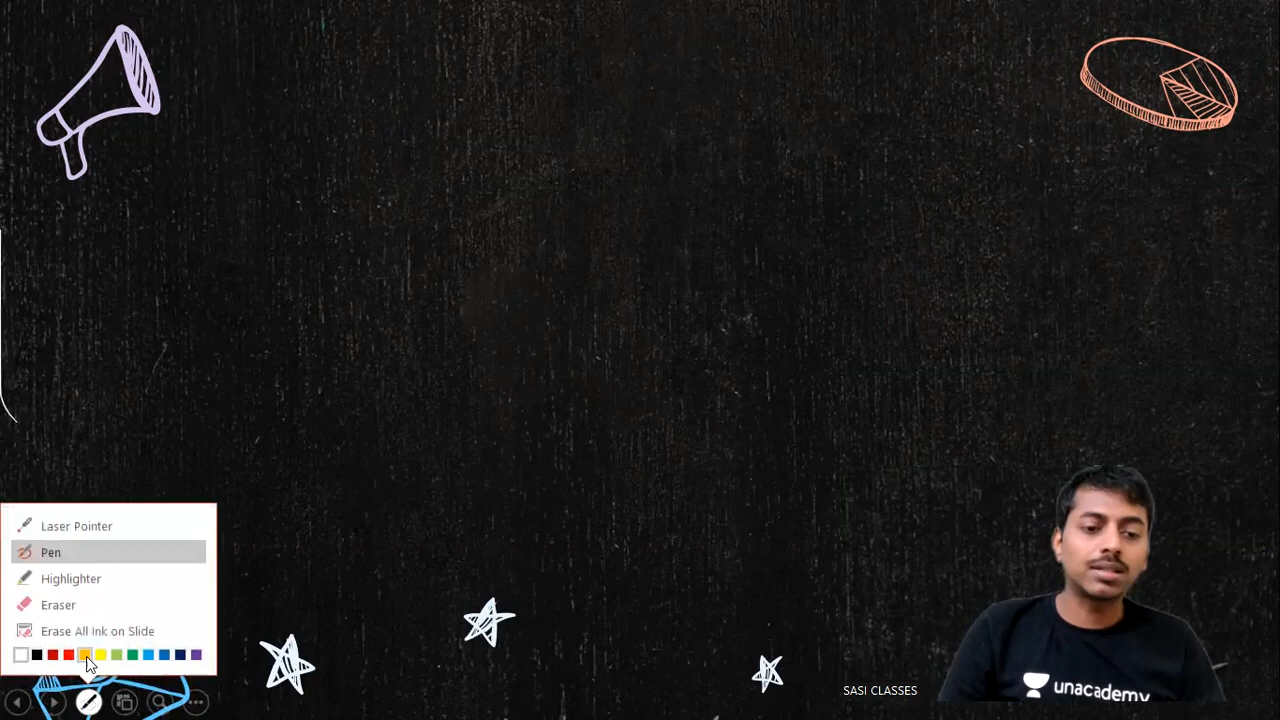 Laser Pointer
Pen
Highlighter
Eraser
Erase All Ink on Slide
SASI CLASSES
unacademy